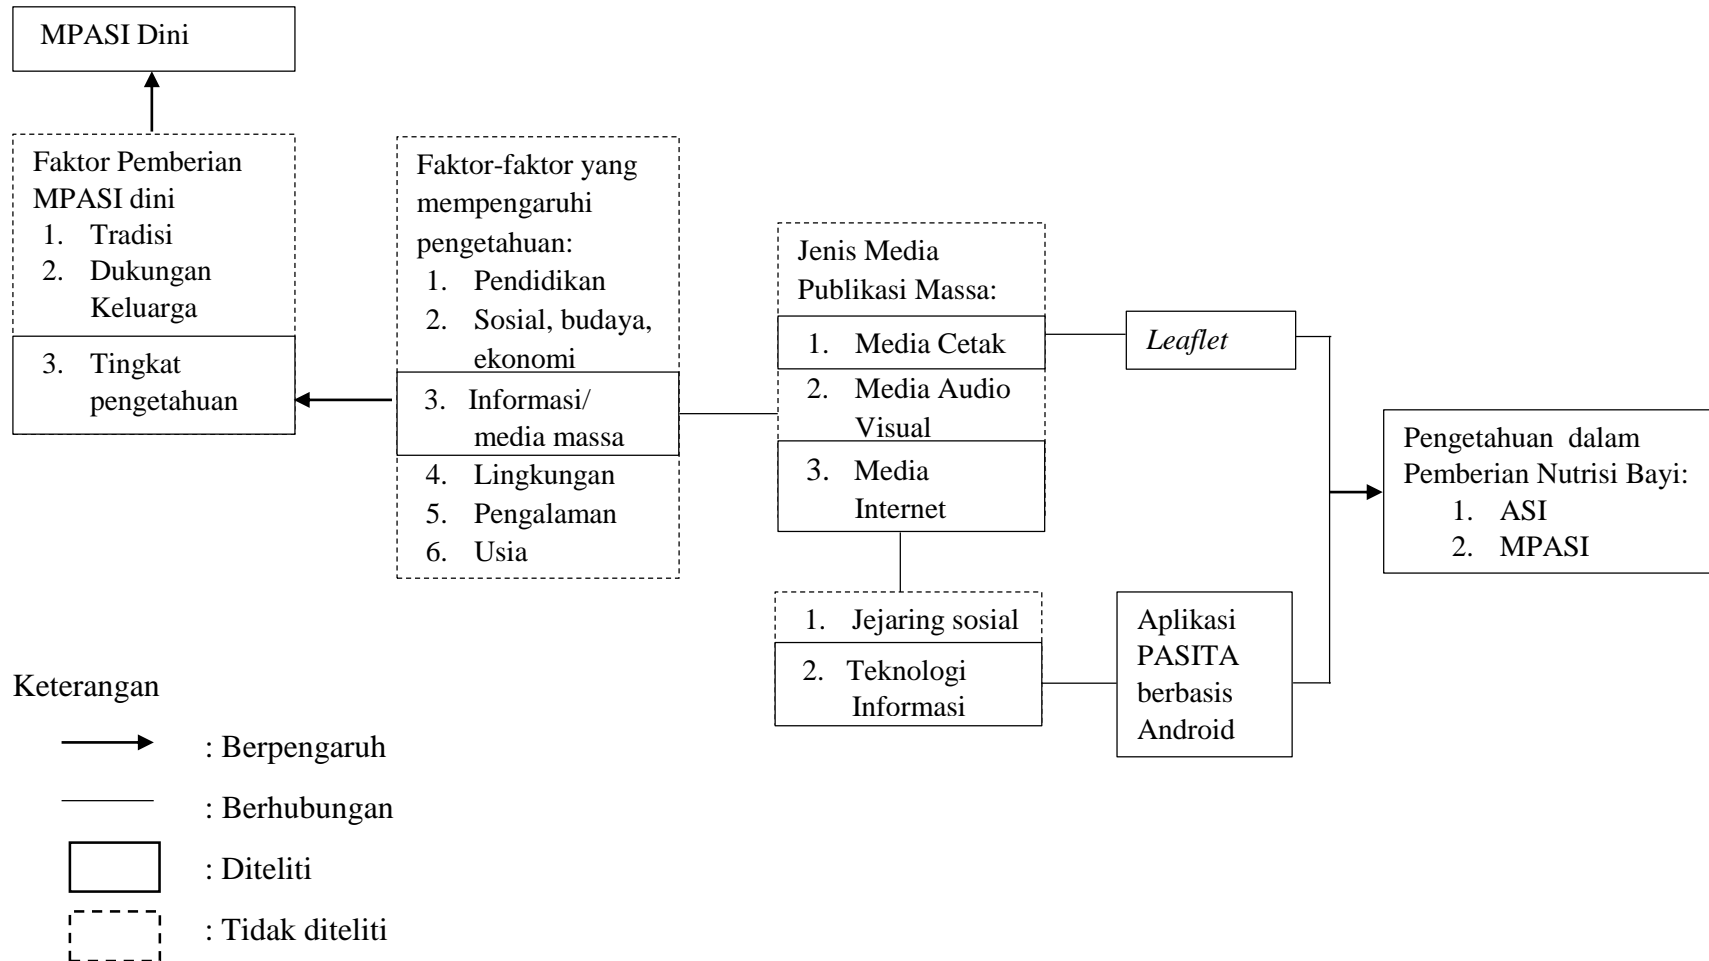 MPASI Dini
Faktor Pemberian
MPASI dini
1. Tradisi
2. Dukungan
Keluarga
3. Tingkat
pengetahuan
Faktor-faktor yang
mempengaruhi
pengetahuan:
1. Pendidikan
2. Sosial, budaya,
ekonomi
3. Informasi/
media massa
4. Lingkungan
5. Pengalaman
6. Usia
Jenis Media
Publikasi Massa:
1. Media Cetak
2. Media Audio
Visual
3. Media
Internet
1. Jejaring sosial
2. Teknologi
Informasi
Leaflet
Aplikasi
PASITA
berbasis
Android
Pengetahuan dalam
Pemberian Nutrisi Bayi:
1. ASI
2. MPASI
Keterangan
: Berpengaruh
: Berhubungan
: Diteliti
: Tidak diteliti